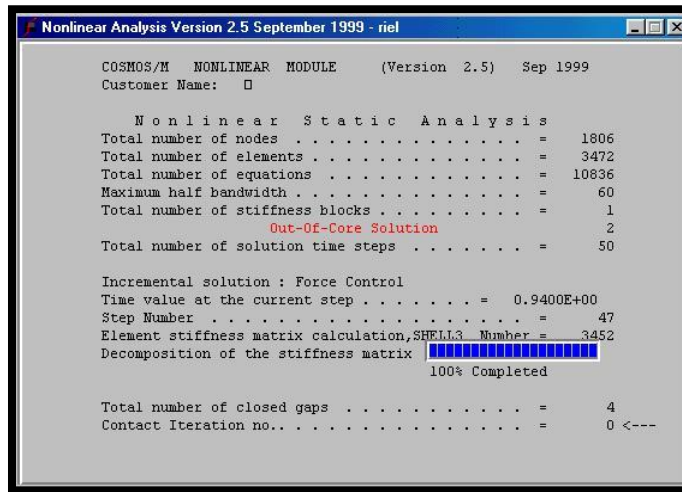 Nonlinear Analysis Version 2.5 September 1999 - riel
COSMOS/M NONLINEAR MODULE (Version 2.5) Sep 1999
Customer Name:
N o n l i n e a r S t a t i c A n a l y s i s
Total number of nodes . . . . . . . . . . . . . . . = 1806
Total number of elements . . . . . . . . . . . . . . = 3472
Total number of equations . . . . . . . . . . . . . = 10836
Maximum half bandwidth . . . . . . . . . . . . . . . = 60
Total number of stiffness blocks . . . . . . . . . . = 1
Out-Of-Core Solution 2
Total number of solution time steps . . . . . . . = 50
Incremental solution : Force Control
Time value at the current step . . . . . . . = 0.9400E+00
Step Number . . . . . . . . . . . . . . . . . . . . = 47
Element stiffness matrix calculation,SHELL3 Number = 3452
Decomposition of the stiffness matrix
100% Completed
Total number of closed gaps . . . . . . . . . . . = 4
Contact Iteration no.. . . . . . . . . . . . . . . . = 0 <---